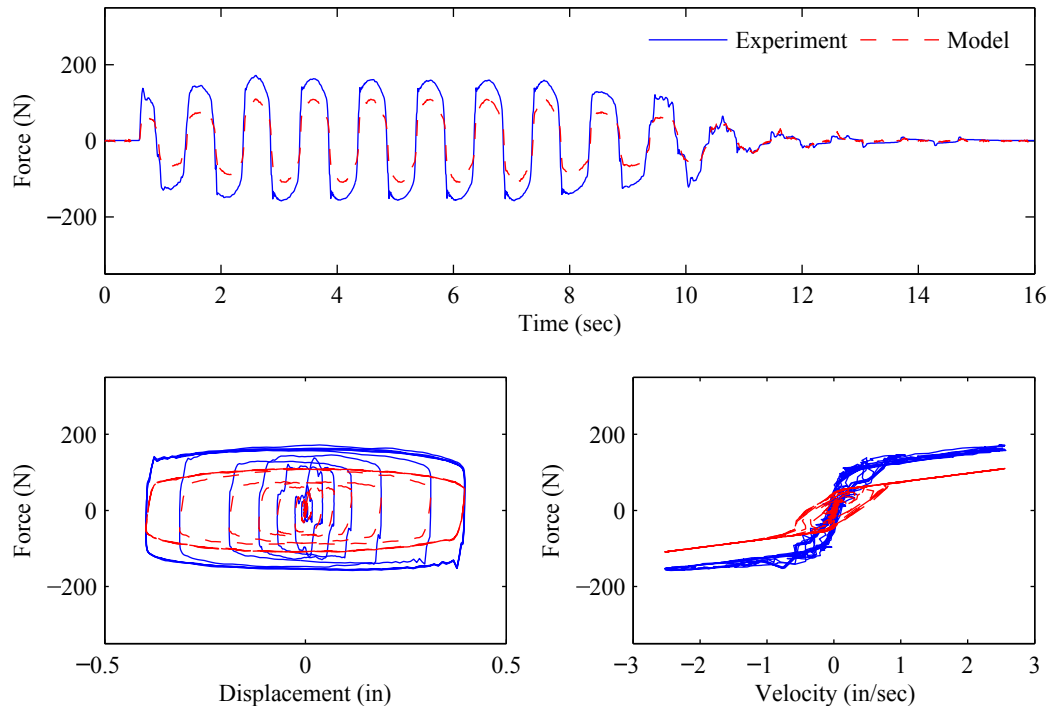 Experiment Model
200
0
−200
Force (N)
0 2 4 6 8 10 12 14 16
Time (sec)
200
0
−200
Force (N)
−0.5 0 0.5
Displacement (in)
200
0
−200
Force (N)
−3 −2 −1 0 1 2 3
Velocity (in/sec)